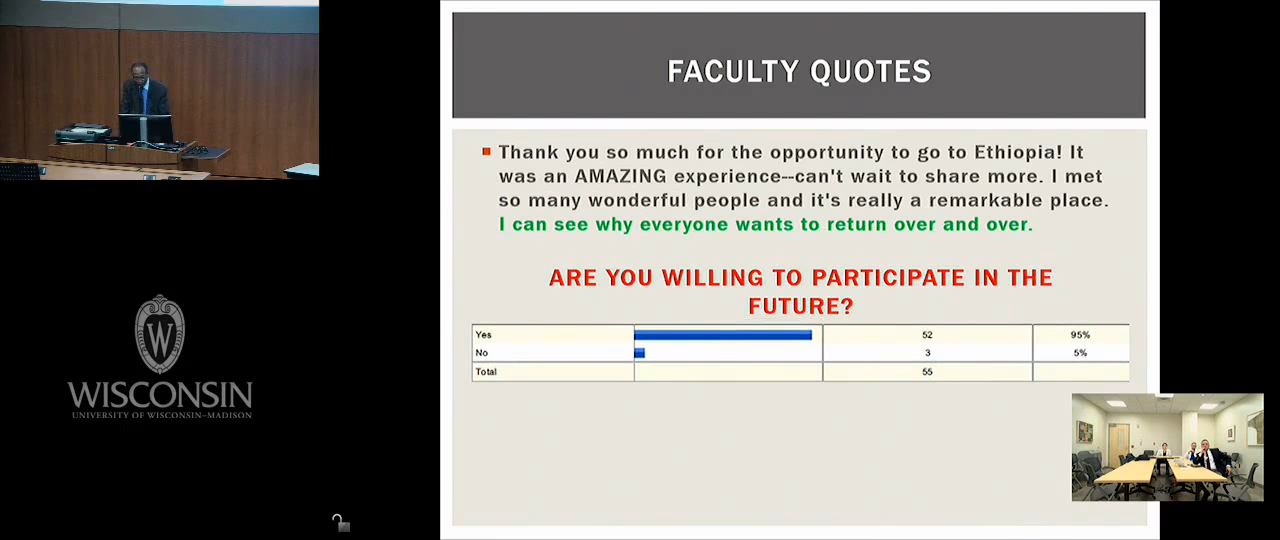 FACULTY QUOTES
Thank you so much for the opportunity to go to Ethiopia! It
was an AMAZING experience--can't wait to share more. I met
so many wonderful people and it's really a remarkable place.
I can see why everyone wants to return over and over.
ARE YOU WILLING TO PARTICIPATE IN THE
FUTURE?
Yes 52 95%
No 3 5%
Total 55
W
WISCONSIN
UNIVERSITY OF WISCONSIN–MADISON